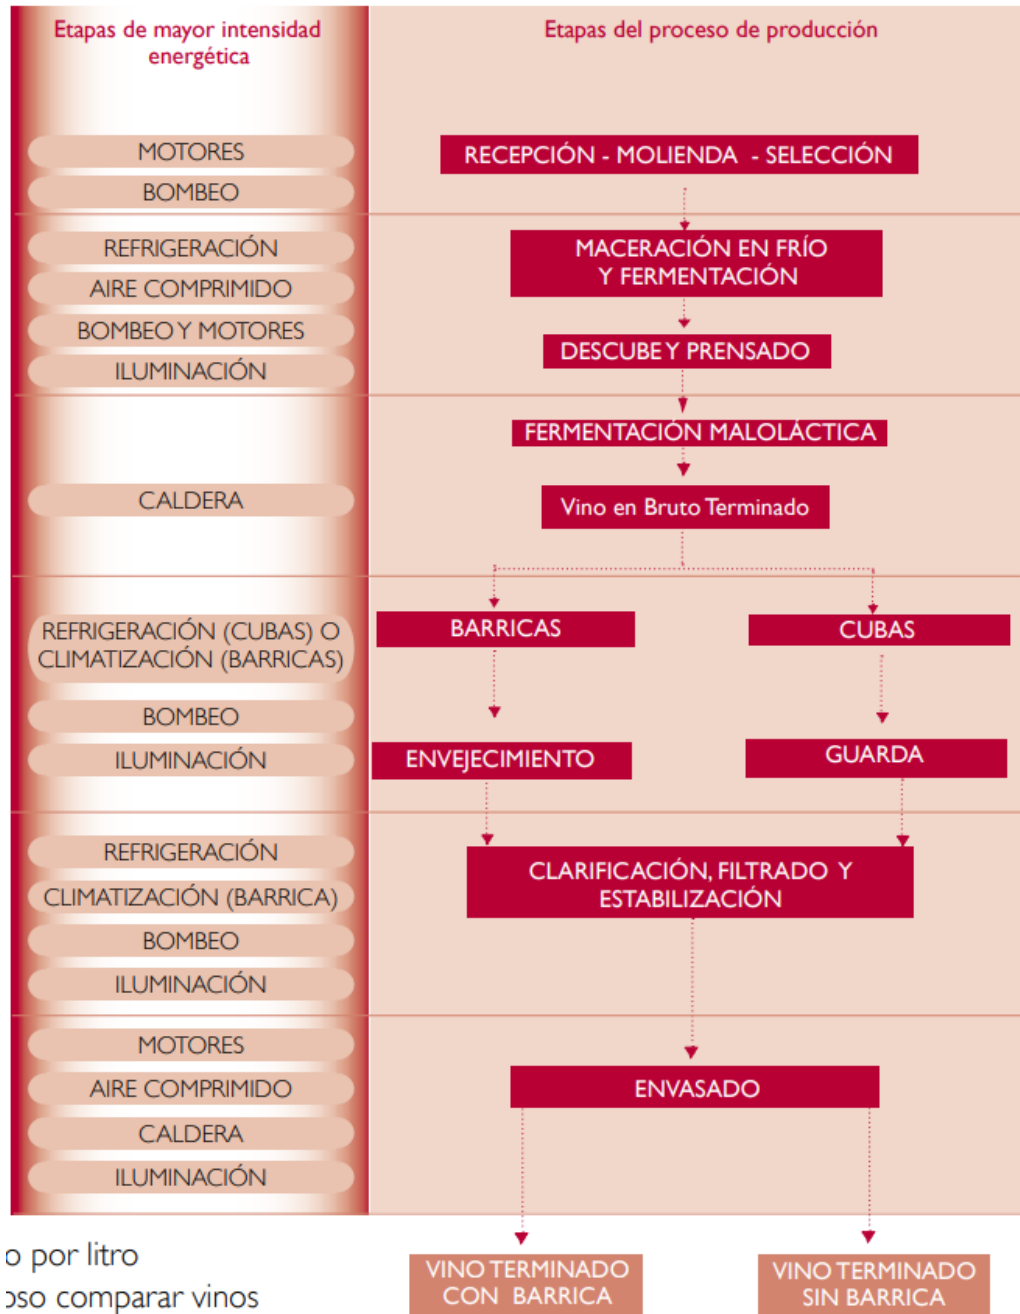 Etapas de mayor intensidad
energética
Etapas del proceso de producción
MOTORES
BOMBEO
RECEPCIÓN - MOLIENDA - SELECCIÓN
REFRIGERACIÓN
AIRE COMPRIMIDO
BOMBEO Y MOTORES
ILUMINACIÓN
MACERACIÓN EN FRÍO
Y FERMENTACIÓN
DESCUBE Y PRENSADO
CALDERA
FERMENTACIÓN MALOLÁCTICA
Vino en Bruto Terminado
REFRIGERACIÓN (CUBAS) O
CLIMATIZACIÓN (BARRICAS)
BOMBEO
ILUMINACIÓN
BARRICAS
CUBAS
ENVEJECIMIENTO
GUARDA
REFRIGERACIÓN
CLIMATIZACIÓN (BARRICA)
BOMBEO
ILUMINACIÓN
CLARIFICACIÓN, FILTRADO Y
ESTABILIZACIÓN
MOTORES
AIRE COMPRIMIDO
CALDERA
ILUMINACIÓN
ENVASADO
o por litro
oso comparar vinos
VINO TERMINADO
CON BARRICA
VINO TERMINADO
SIN BARRICA